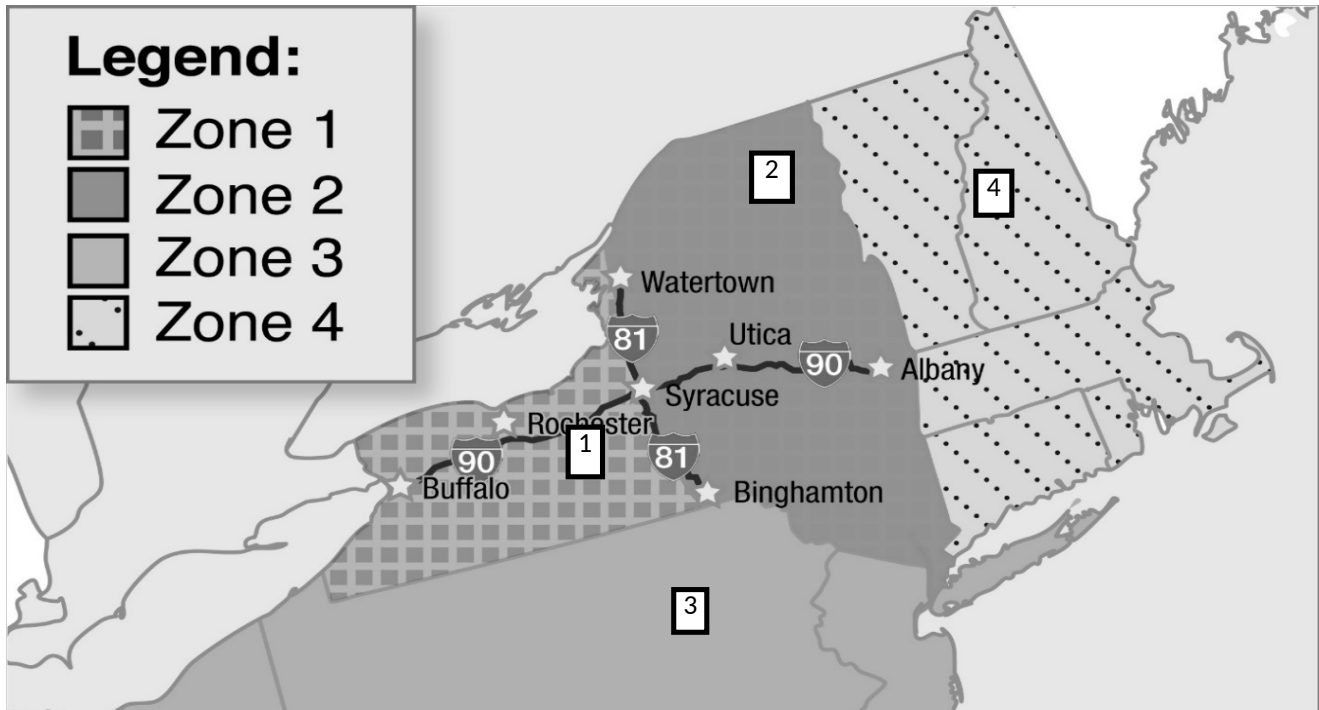 Legend:
Zone 1
Zone 2
Zone 3
Zone 4
2
4
Watertown
81
Utica
90
Albany
Syracuse
Rochester
1
90
81
Buffalo
Binghamton
3